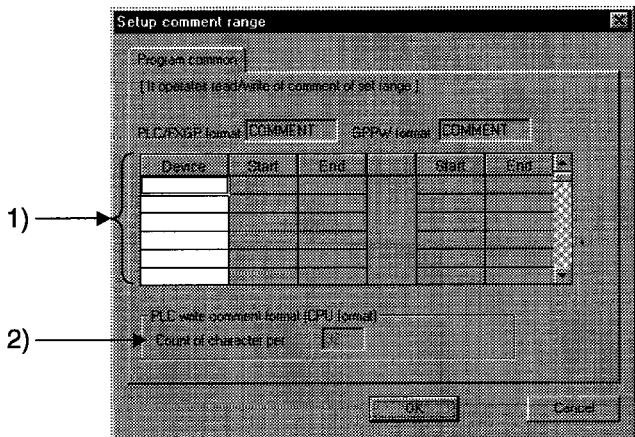 Setup comment range
Program common
[ It operates read/write of comment of set range ]
PLC/FXGP format COMMENT GPPW format COMMENT
Device Start End Start End
1)
PLC write comment format (CPU format)
2)
Count of character per
OK Cancel